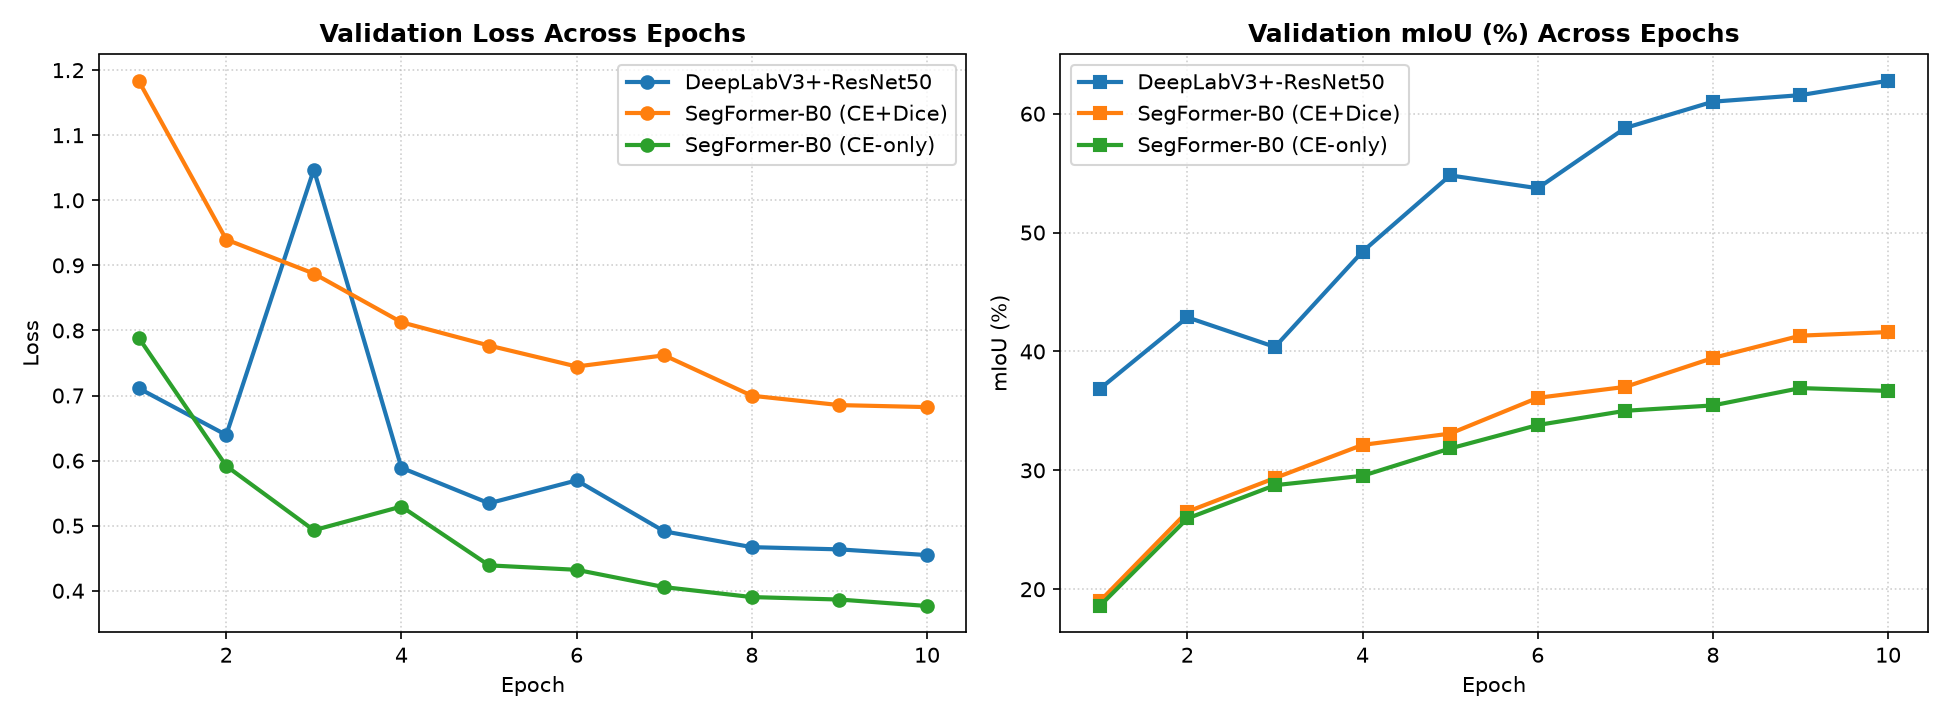 Validation Loss Across Epochs
1.2
1.1
1.0
0.9
0.8
0.7
0.6
0.5
0.4
Loss
DeepLabV3+-ResNet50
SegFormer-B0 (CE+Dice)
SegFormer-B0 (CE-only)
2 4 6 8 10
Epoch
Validation mIoU (%) Across Epochs
60
50
40
30
20
mIoU (%)
DeepLabV3+-ResNet50
SegFormer-B0 (CE+Dice)
SegFormer-B0 (CE-only)
2 4 6 8 10
Epoch